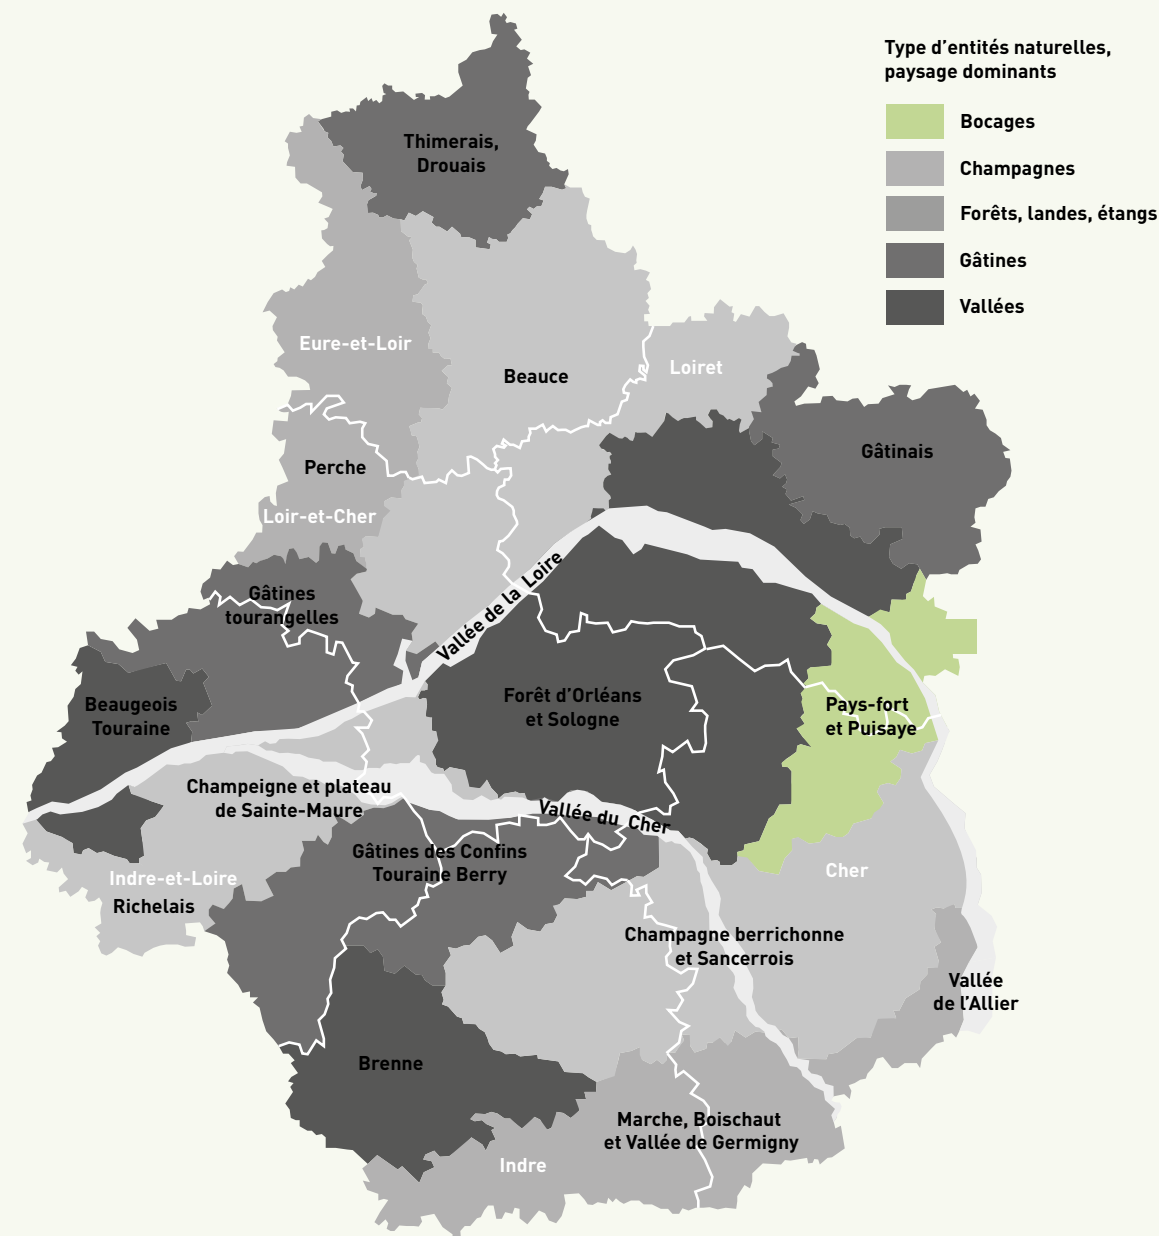 Type d’entités naturelles,
paysage dominants
Bocages
Champagnes
Forêts, landes, étangs
Gâtines
Vallées
Thimerais,
Drouais
Eure-et-Loir
Beauce
Loiret
Gâtinais
Perche
Loir-et-Cher
Gâtines
tourangelles
Vallée de la Loire
Beaugeois
Touraine
Forêt d’Orléans
et Sologne
Pays-fort
et Puisaye
Champeigne et plateau
de Sainte-Maure
Vallée du Cher
Gâtines des Confins
Touraine Berry
Indre-et-Loire
Richelais
Cher
Champagne berrichonne
et Sancerrois
Vallée
de l’Allier
Brenne
Marche, Boischaut
et Vallée de Germigny
Indre